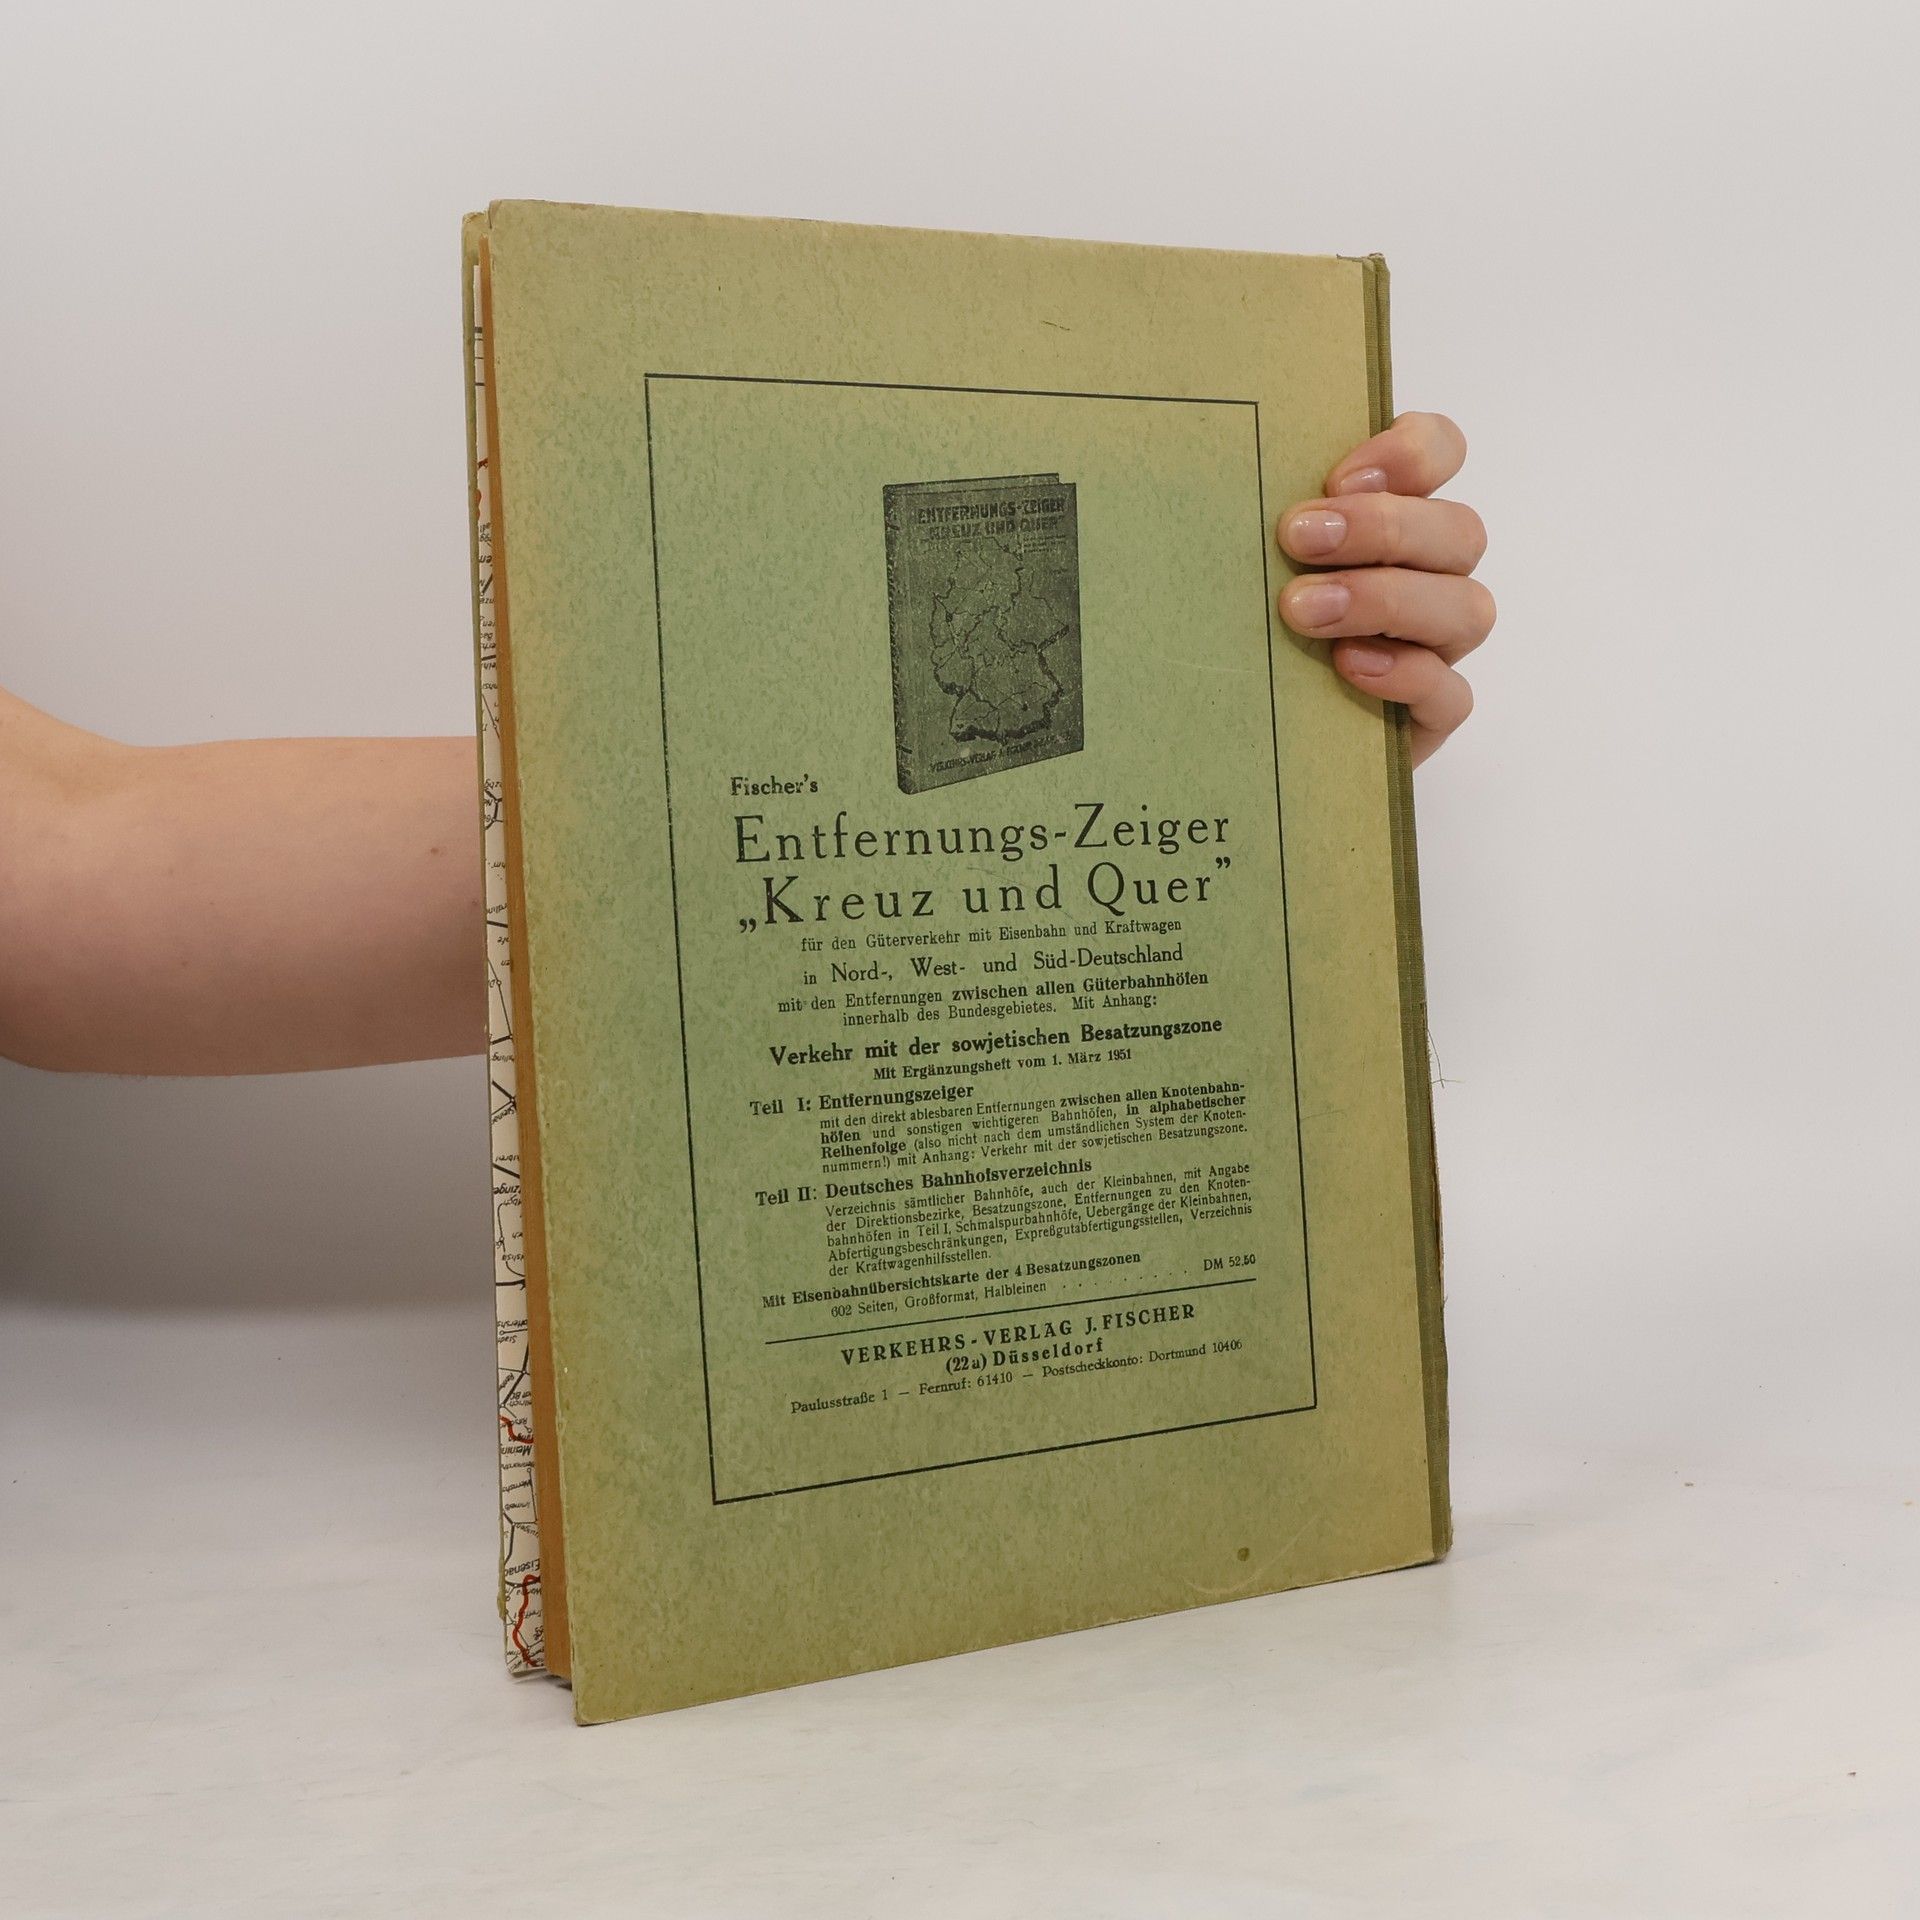 ENTFERNUNGS-ZEIGER
"KREUZ UND QUER"
VERKEHRS-VERLAG J. FISCHER
Fischer's
Entfernungs-Zeiger
„Kreuz und Quer”
für den Güterverkehr mit Eisenbahn und Kraftwagen
in Nord-, West- und Süd-Deutschland
mit den Entfernungen zwischen allen Güterbahnhöfen
innerhalb des Bundesgebietes. Mit Anhang:
Verkehr mit der sowjetischen Besatzungszone
Mit Ergänzungsheft vom 1. März 1951
Teil I: Entfernungszeiger
mit den direkt ablesbaren Entfernungen zwischen allen Knotenbahn-
höfen und sonstigen wichtigeren Bahnhöfen, in alphabetischer
Reihenfolge (also nicht nach dem umständlichen System der Knoten-
nummern!) mit Anhang: Verkehr mit der sowjetischen Besatzungszone.
Teil II: Deutsches Bahnhofsverzeichnis
Verzeichnis sämtlicher Bahnhöfe, auch der Kleinbahnen, mit Angabe
der Direktionsbezirke, Besatzungszone, Entfernungen zu den Knoten-
bahnhöfen in Teil I, Schmalspurbahnhöfe, Uebergänge der Kleinbahnen,
Abfertigungsbeschränkungen, Expreßgutabfertigungsstellen, Verzeichnis
der Kraftwagenhilfsstellen.
Mit Eisenbahnübersichtskarte der 4 Besatzungszonen
602 Seiten, Großformat, Halbleinen . . . . . . . . . DM 52.50
VERKEHRS-VERLAG J. FISCHER
(22a) Düsseldorf
Paulusstraße 1 — Fernruf: 61410 — Postscheckkonto: Dortmund 10406